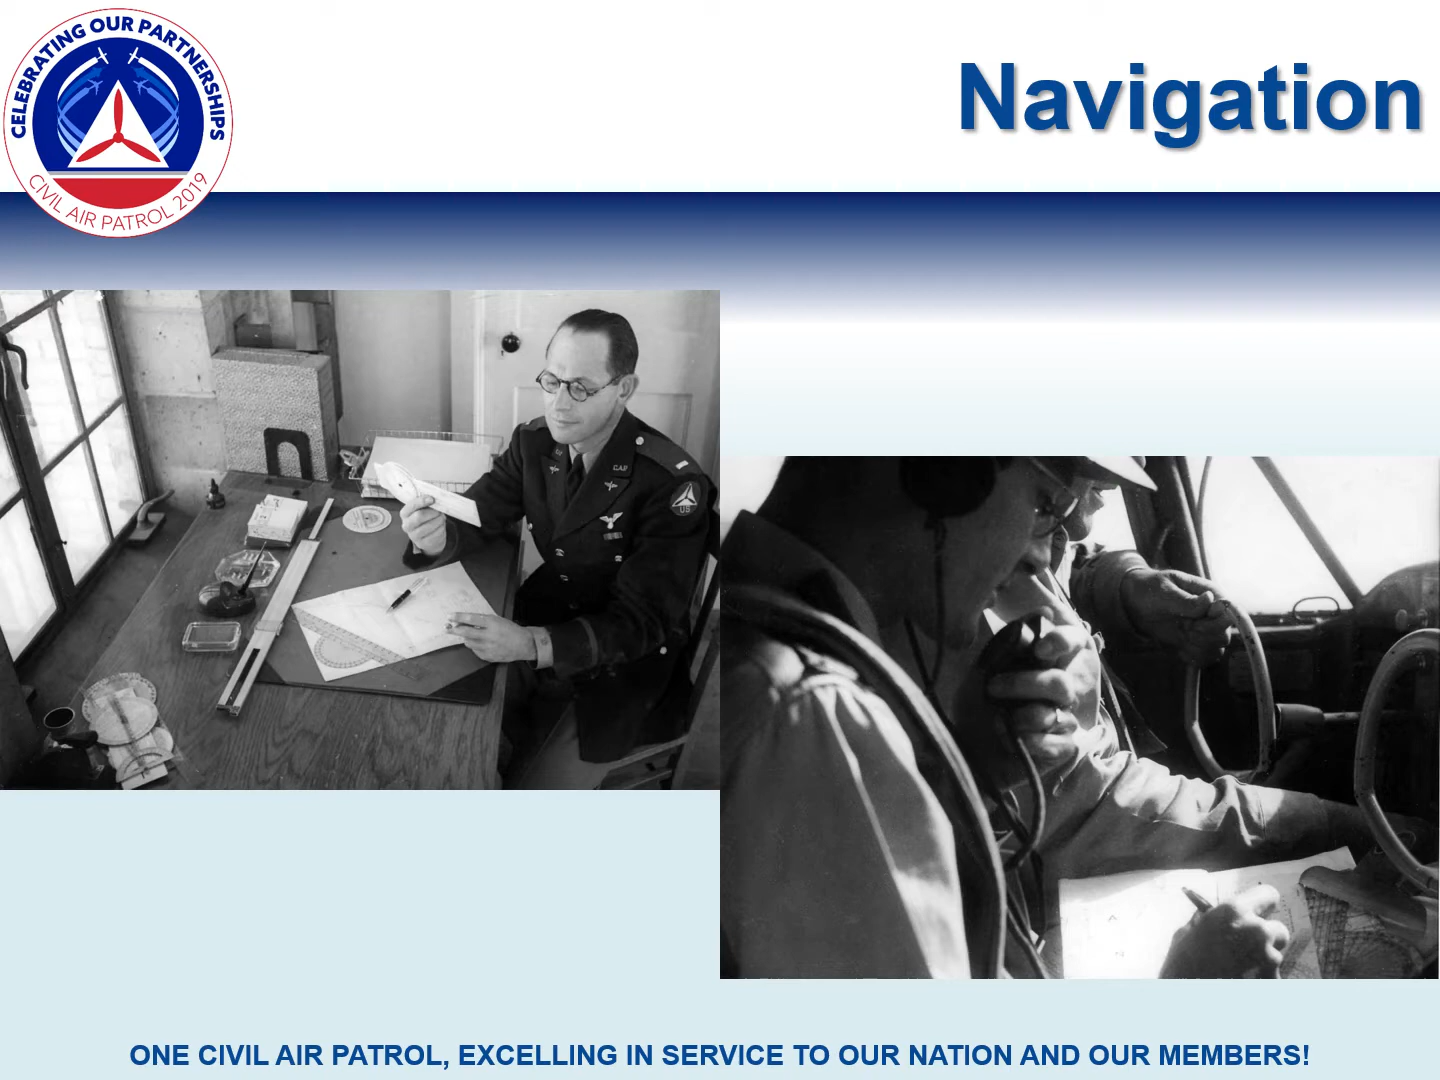 CELEBRATING OUR PARTNERSHIPS
CIVIL AIR PATROL 2019
Navigation
C.A.P.
US
ONE CIVIL AIR PATROL, EXCELLING IN SERVICE TO OUR NATION AND OUR MEMBERS!